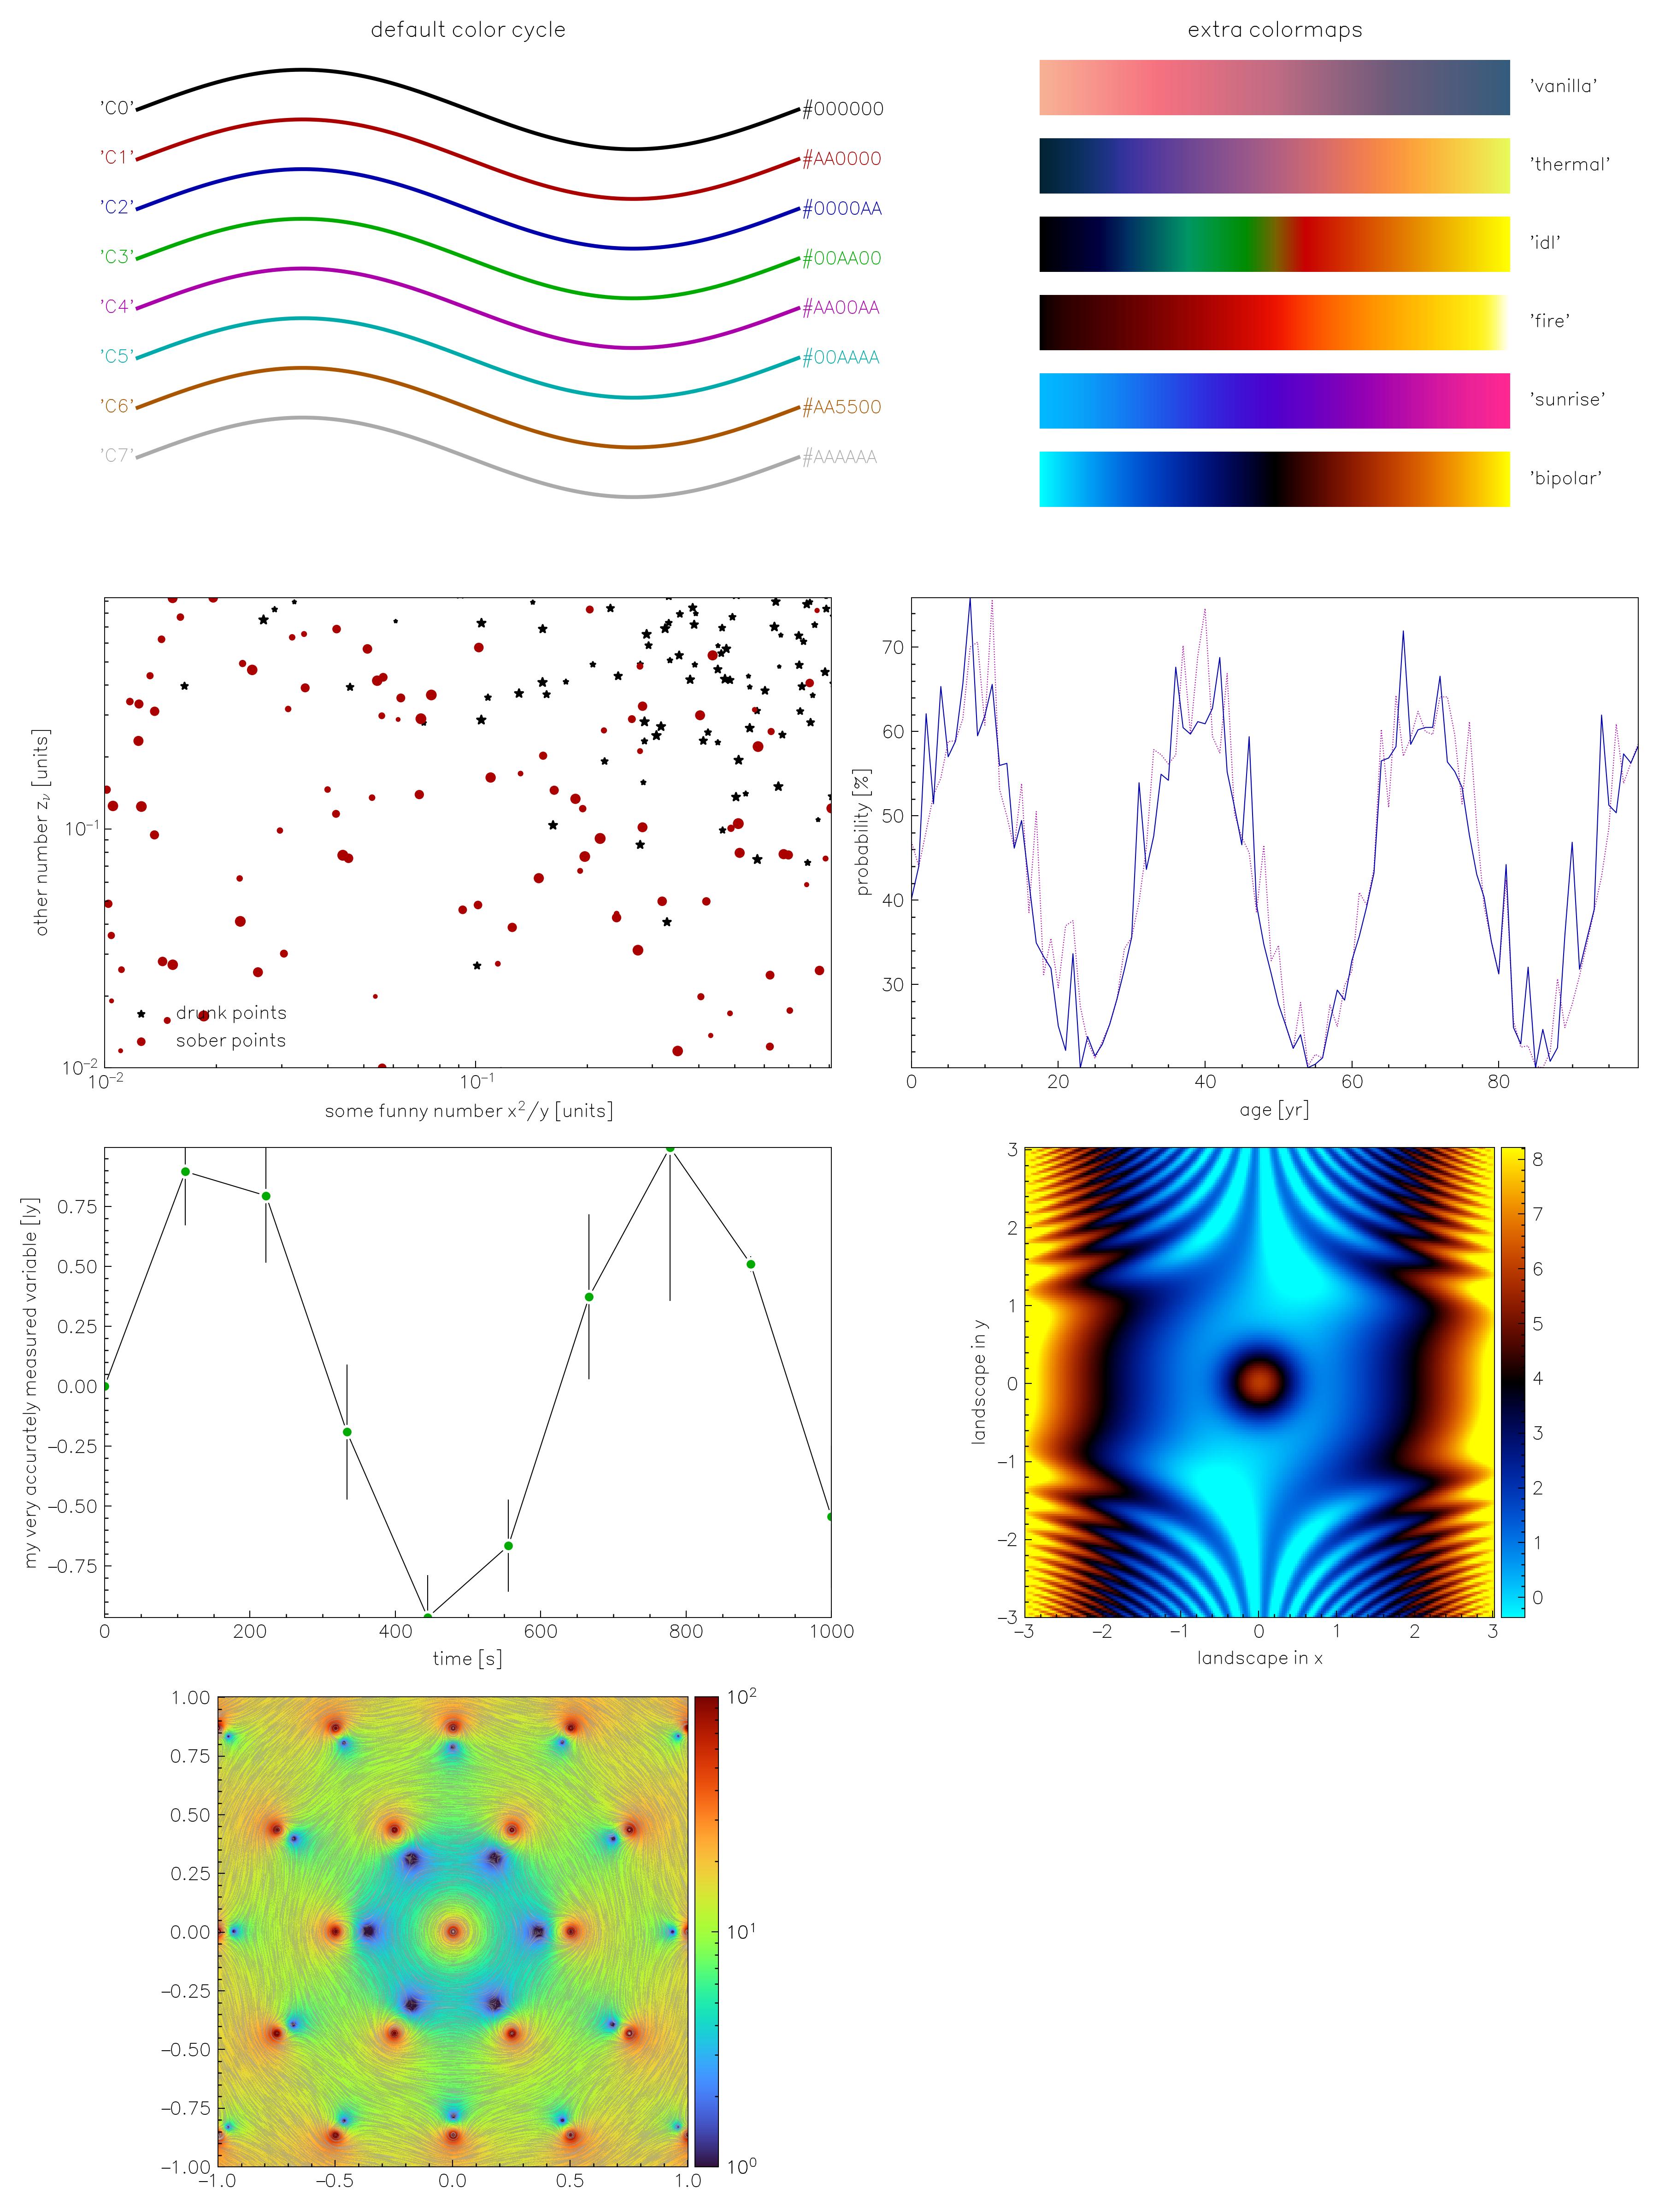 default color cycle
extra colormaps
'C0' #000000
'C1' #AA0000
'C2' #0000AA
'C3' #00AA00
'C4' #AA00AA
'C5' #00AAAA
'C6' #AA5500
'C7' #AAAAAA
'vanilla'
'thermal'
'idl'
'fire'
'sunrise'
'bipolar'
other number z_ν [units]
10⁻¹
10⁻²
drunk points
sober points
10⁻² 10⁻¹
some funny number x²/y [units]
probability [%]
70
60
50
40
30
0 20 40 60 80
age [yr]
my very accurately measured variable [ly]
0.75
0.50
0.25
0.00
−0.25
−0.50
−0.75
0 200 400 600 800 1000
time [s]
landscape in y
3
2
1
0
−1
−2
−3
−3 −2 −1 0 1 2 3
landscape in x
8
7
6
5
4
3
2
1
0
1.00
0.75
0.50
0.25
0.00
−0.25
−0.50
−0.75
−1.00
−1.0 −0.5 0.0 0.5 1.0
10²
10¹
10⁰